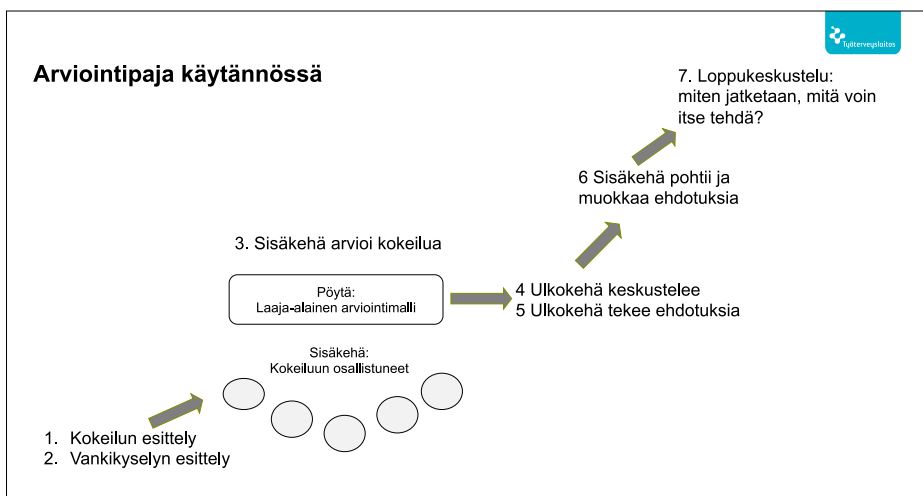 Työterveyslaitos
Arviointipaja käytännössä
7. Loppukeskustelu:
miten jatketaan, mitä voin
itse tehdä?
6 Sisäkehä pohtii ja
muokkaa ehdotuksia
3. Sisäkehä arvioi kokeilua
Pöytä:
Laaja-alainen arviointimalli
4 Ulkokehä keskustelee
5 Ulkokehä tekee ehdotuksia
Sisäkehä:
Kokeiluun osallistuneet
1. Kokeilun esittely
2. Vankikyselyn esittely